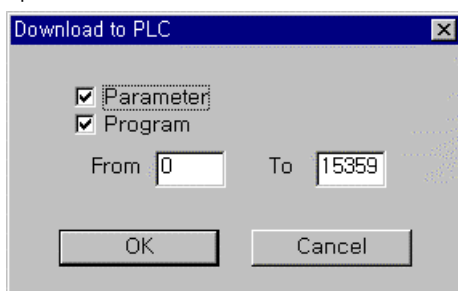 Download to PLC
Parameter
Program
From 0 To 15359
OK Cancel